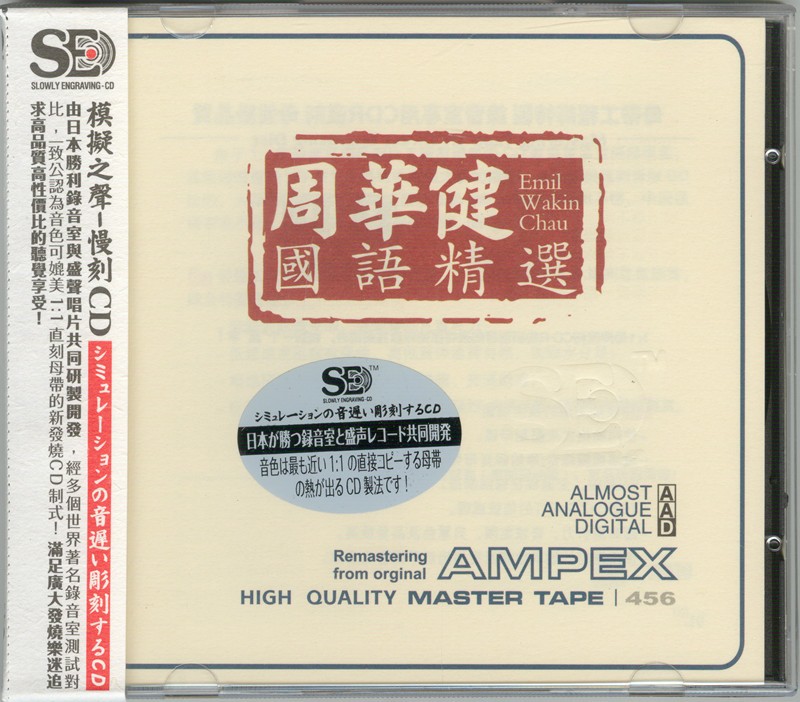 SE
SLOWLY ENGRAVING-CD
模擬之聲－慢刻CD
シミュレーションの音遅い彫刻するCD
由日本勝利錄音室與盛聲唱片共同研製開發，經多個世界著名錄音室測試對
比，一致公認為音色可媲美1:1直刻母帶的新發燒CD制式！滿足廣大發燒樂迷追
求高品質高性價比的聽覺享受！
周華健
Emil
Wakin
Chau
國語精選
SE
TM
SLOWLY ENGRAVING-CD
シミュレーションの音遅い彫刻するCD
日本が勝つ録音室と盛声レコード共同開発
音色は最も近い1:1の直接コピーする母帯
の熱が出るCD製法です！
SE
ALMOST A
ANALOGUE A
DIGITAL D
Remastering
from orginal AMPEX
HIGH QUALITY MASTER TAPE | 456